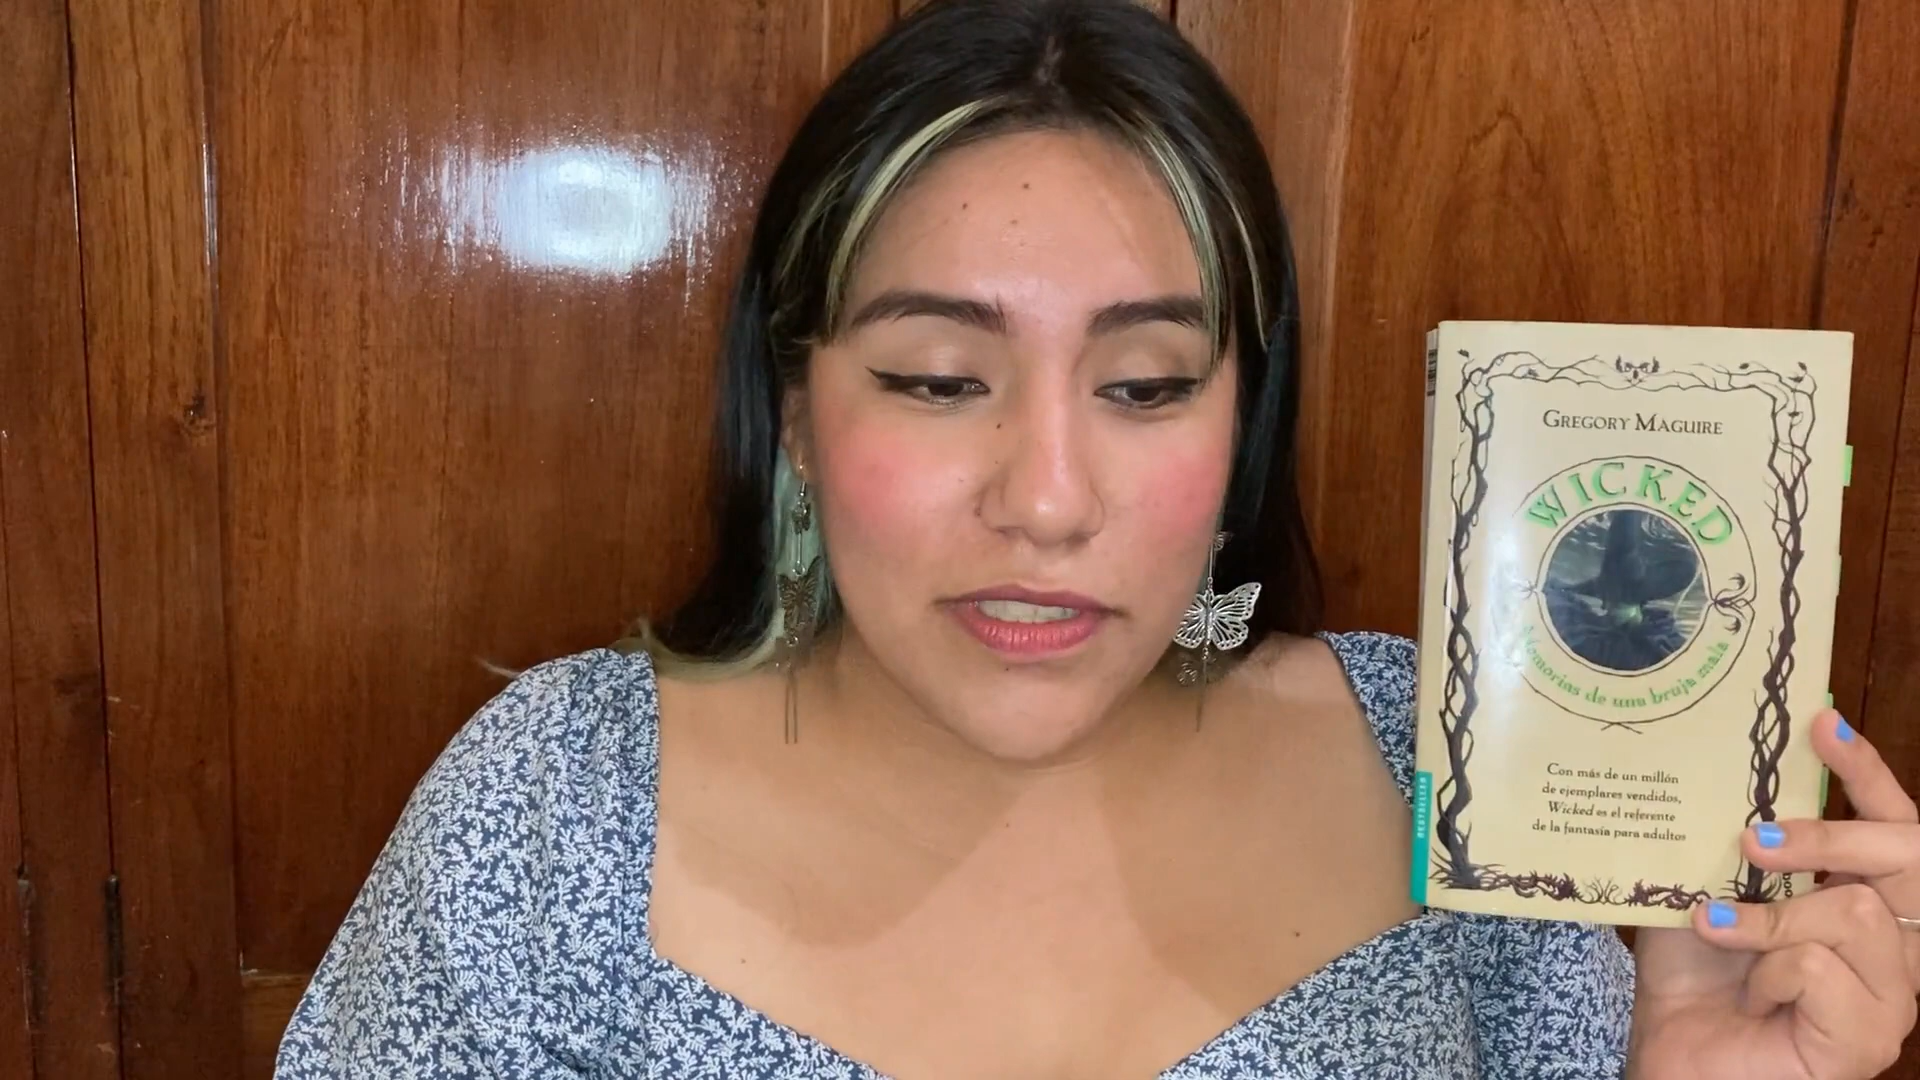 GREGORY MAGUIRE
WICKED
Memorias de una bruja mala
Con más de un millón
de ejemplares vendidos,
Wicked es el referente
de la fantasía para adultos
BESTSELLER